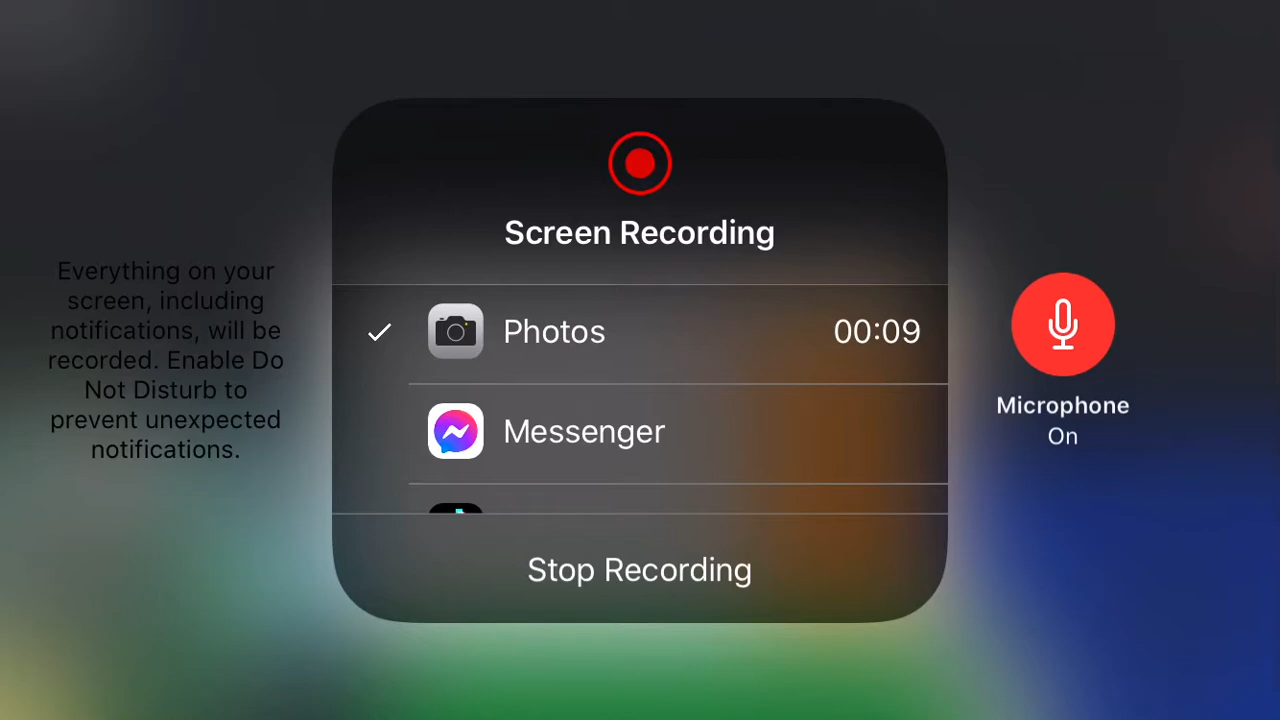 Screen Recording
Everything on your
screen, including
notifications, will be
recorded. Enable Do
Not Disturb to
prevent unexpected
notifications.
Photos 00:09
Messenger
Stop Recording
Microphone
On